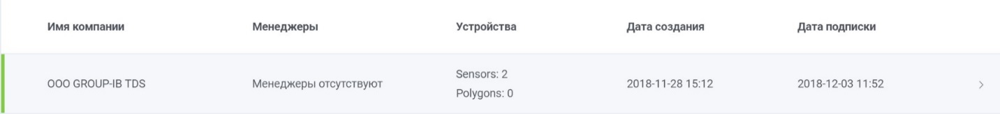 Имя компании Менеджеры Устройства Дата создания Дата подписки
ООО GROUP-IB TDS Менеджеры отсутствуют Sensors: 2 2018-11-28 15:12 2018-12-03 11:52
Polygons: 0